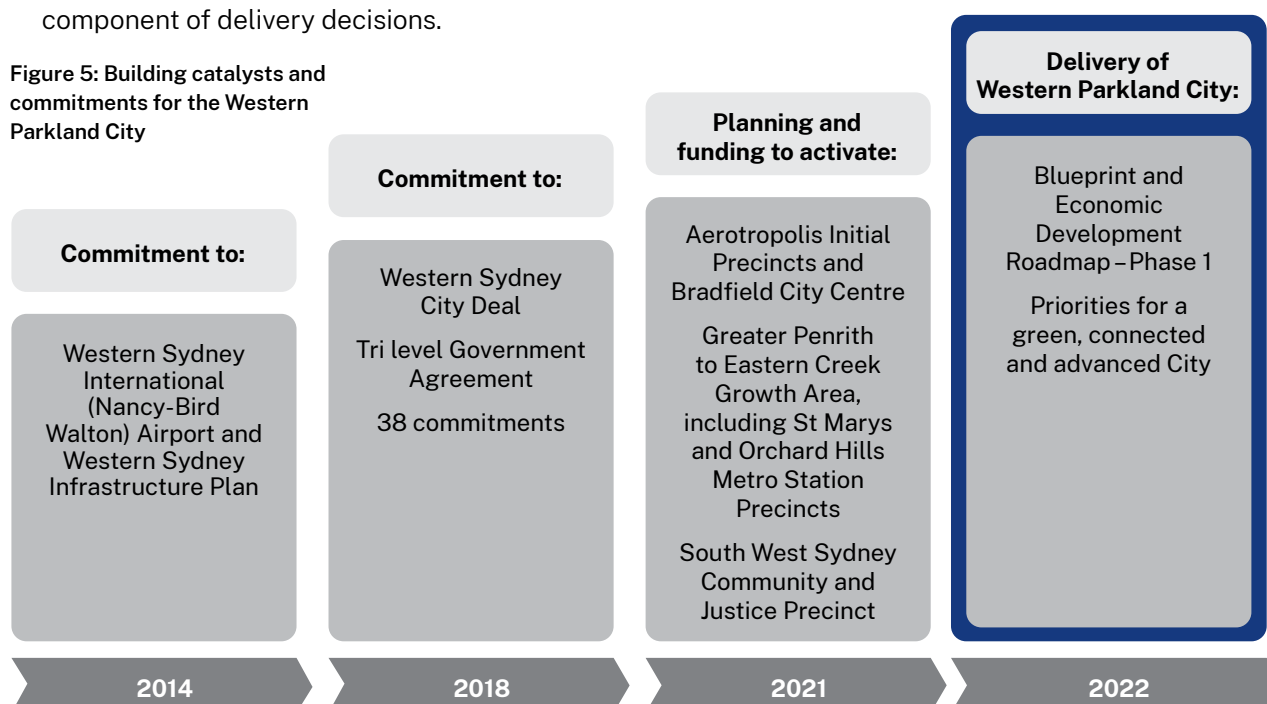 component of delivery decisions.
Figure 5: Building catalysts and
commitments for the Western
Parkland City
Commitment to:
Western Sydney
International
(Nancy-Bird
Walton) Airport and
Western Sydney
Infrastructure Plan
2014
Commitment to:
Western Sydney
City Deal
Tri level Government
Agreement
38 commitments
2018
Planning and
funding to activate:
Aerotropolis Initial
Precincts and
Bradfield City Centre
Greater Penrith
to Eastern Creek
Growth Area,
including St Marys
and Orchard Hills
Metro Station
Precincts
South West Sydney
Community and
Justice Precinct
2021
Delivery of
Western Parkland City:
Blueprint and
Economic
Development
Roadmap – Phase 1
Priorities for a
green, connected
and advanced City
2022